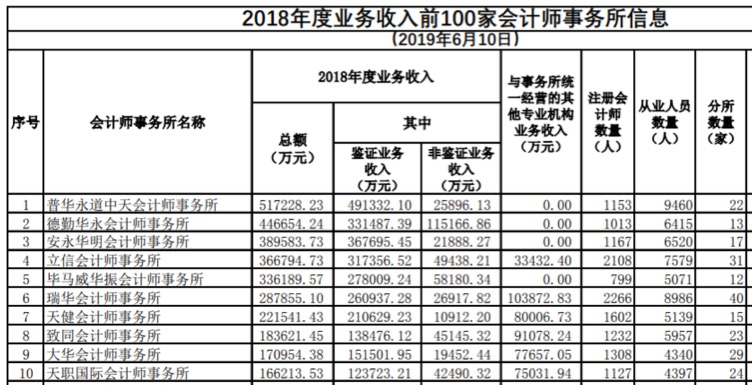 2018年度业务收入前100家会计师事务所信息
(2019年6月10日)
序号 会计师事务所名称 2018年度业务收入 与事务所统一经营的其他专业机构业务收入(万元) 注册会计师数量(人) 从业人员数量(人) 分所数量(家)
总额(万元) 其中
鉴证业务收入(万元) 非鉴证业务收入(万元)
1 普华永道中天会计师事务所 517228.23 491332.10 25896.13 0.00 1153 9460 22
2 德勤华永会计师事务所 446654.24 331487.39 115166.86 0.00 1013 6415 13
3 安永华明会计师事务所 389583.73 367695.45 21888.27 0.00 1167 6520 17
4 立信会计师事务所 366794.73 317356.52 49438.21 33432.40 2108 7579 31
5 毕马威华振会计师事务所 336189.57 278009.24 58180.34 0.00 799 5071 12
6 瑞华会计师事务所 287855.10 260937.28 26917.82 103872.83 2266 8986 40
7 天健会计师事务所 221541.43 210629.23 10912.20 80006.73 1602 5139 15
8 致同会计师事务所 183621.45 138476.12 45145.32 91078.24 1232 5957 23
9 大华会计师事务所 170954.38 151501.95 19452.44 77657.05 1308 4340 29
10 天职国际会计师事务所 166213.53 123723.21 42490.32 75031.94 1127 4397 24